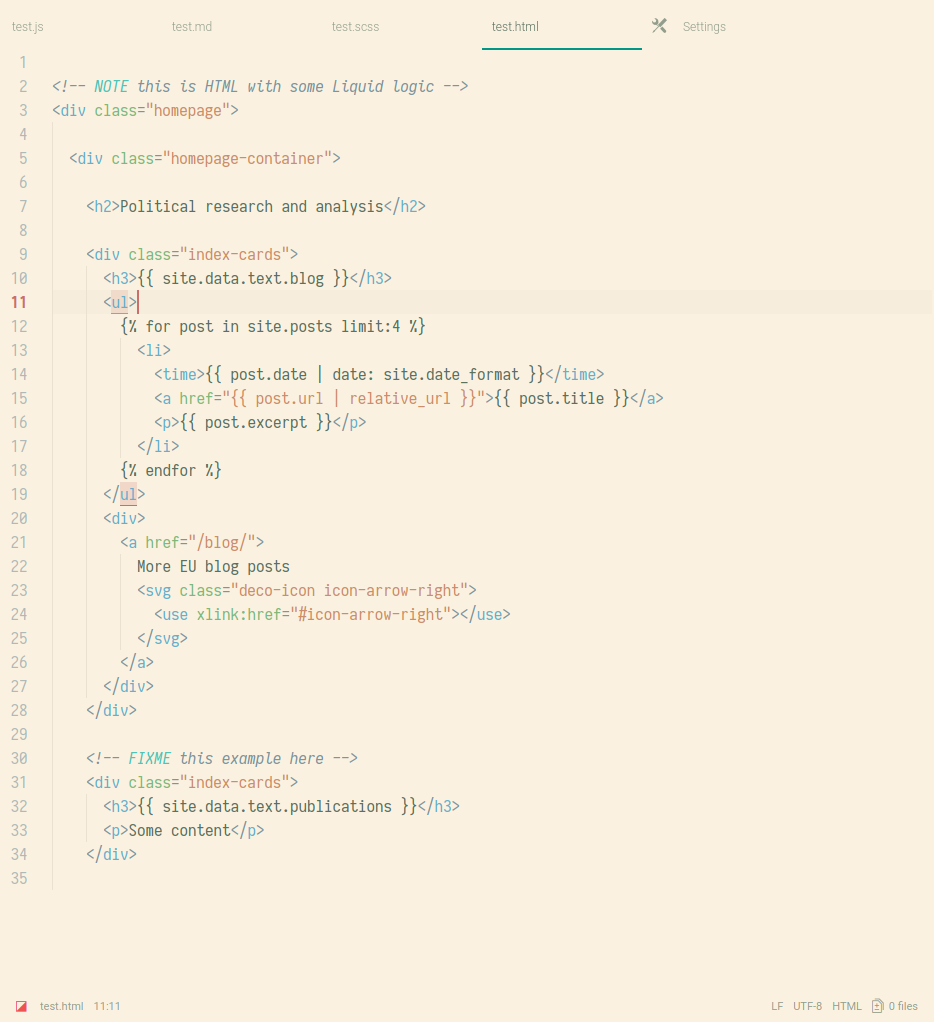 test.js test.md test.scss test.html Settings
1
2 <!-- NOTE this is HTML with some Liquid logic -->
3 <div class="homepage">
4
5   <div class="homepage-container">
6
7     <h2>Political research and analysis</h2>
8
9     <div class="index-cards">
10       <h3>{{ site.data.text.blog }}</h3>
11       <ul>
12         {% for post in site.posts limit:4 %}
13           <li>
14             <time>{{ post.date | date: site.date_format }}</time>
15             <a href="{{ post.url | relative_url }}">{{ post.title }}</a>
16             <p>{{ post.excerpt }}</p>
17           </li>
18         {% endfor %}
19       </ul>
20       <div>
21         <a href="/blog/">
22           More EU blog posts
23           <svg class="deco-icon icon-arrow-right">
24             <use xlink:href="#icon-arrow-right"></use>
25           </svg>
26         </a>
27       </div>
28     </div>
29
30     <!-- FIXME this example here -->
31     <div class="index-cards">
32       <h3>{{ site.data.text.publications }}</h3>
33       <p>Some content</p>
34     </div>
35
test.html 11:11 LF UTF-8 HTML 0 files